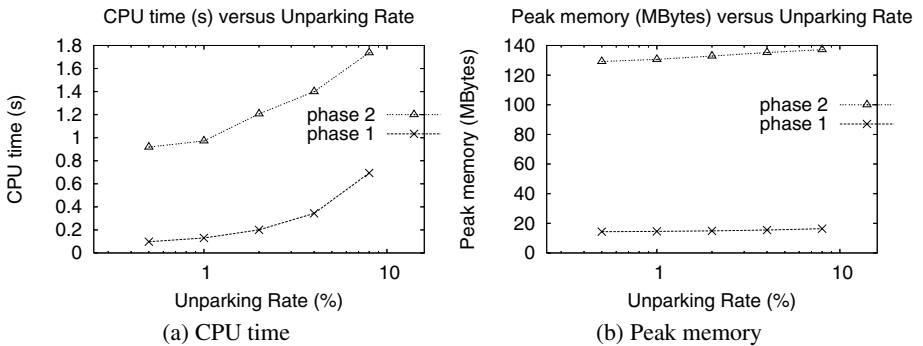 CPU time (s) versus Unparking Rate
1.8
1.6
1.4
1.2
1
0.8
0.6
0.4
0.2
0
CPU time (s)
phase 2
phase 1
1
10
Unparking Rate (%)
(a) CPU time
Peak memory (MBytes) versus Unparking Rate
140
120
100
80
60
40
20
0
Peak memory (MBytes)
phase 2
phase 1
1
10
Unparking Rate (%)
(b) Peak memory